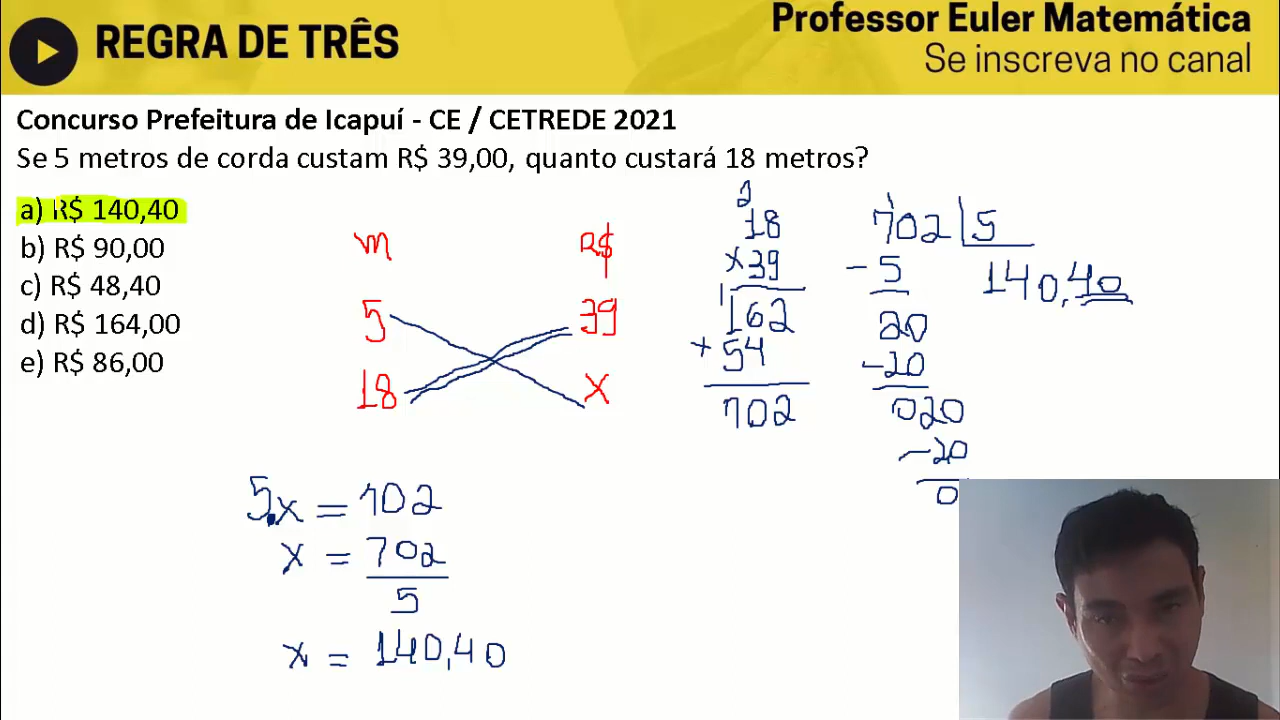 REGRA DE TRÊS
Professor Euler Matemática
Se inscreva no canal
Concurso Prefeitura de Icapuí - CE / CETREDE 2021
Se 5 metros de corda custam R$ 39,00, quanto custará 18 metros?
a) R$ 140,40
b) R$ 90,00
c) R$ 48,40
d) R$ 164,00
e) R$ 86,00
m R$
5 39
18 x
2
18
x 39
1
162
+ 54
702
702 | 5
- 5 140,40
20
- 20
020
- 20
0
5.x = 702
x = 702
5
x = 140,40